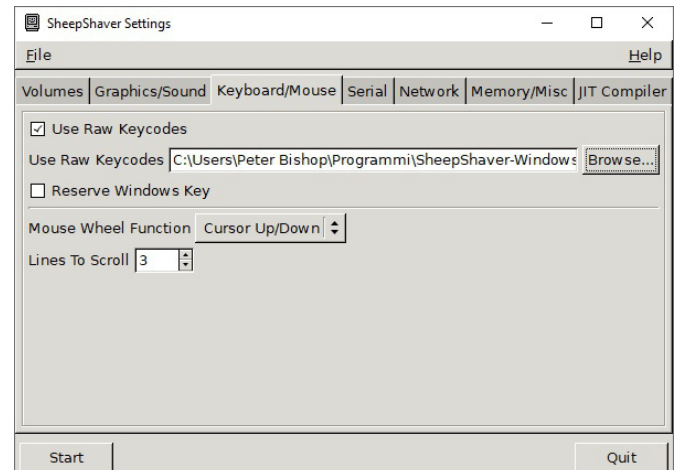 SheepShaver Settings
File Help
Volumes Graphics/Sound Keyboard/Mouse Serial Network Memory/Misc JIT Compiler
Use Raw Keycodes
Use Raw Keycodes C:\Users\Peter Bishop\Programmi\SheepShaver-Windows Browse...
Reserve Windows Key
Mouse Wheel Function Cursor Up/Down
Lines To Scroll 3
Start Quit